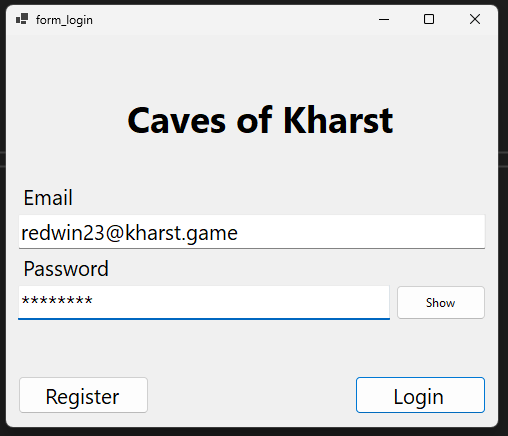 form_login
Caves of Kharst
Email
redwin23@kharst.game
Password
********
Show
Register
Login